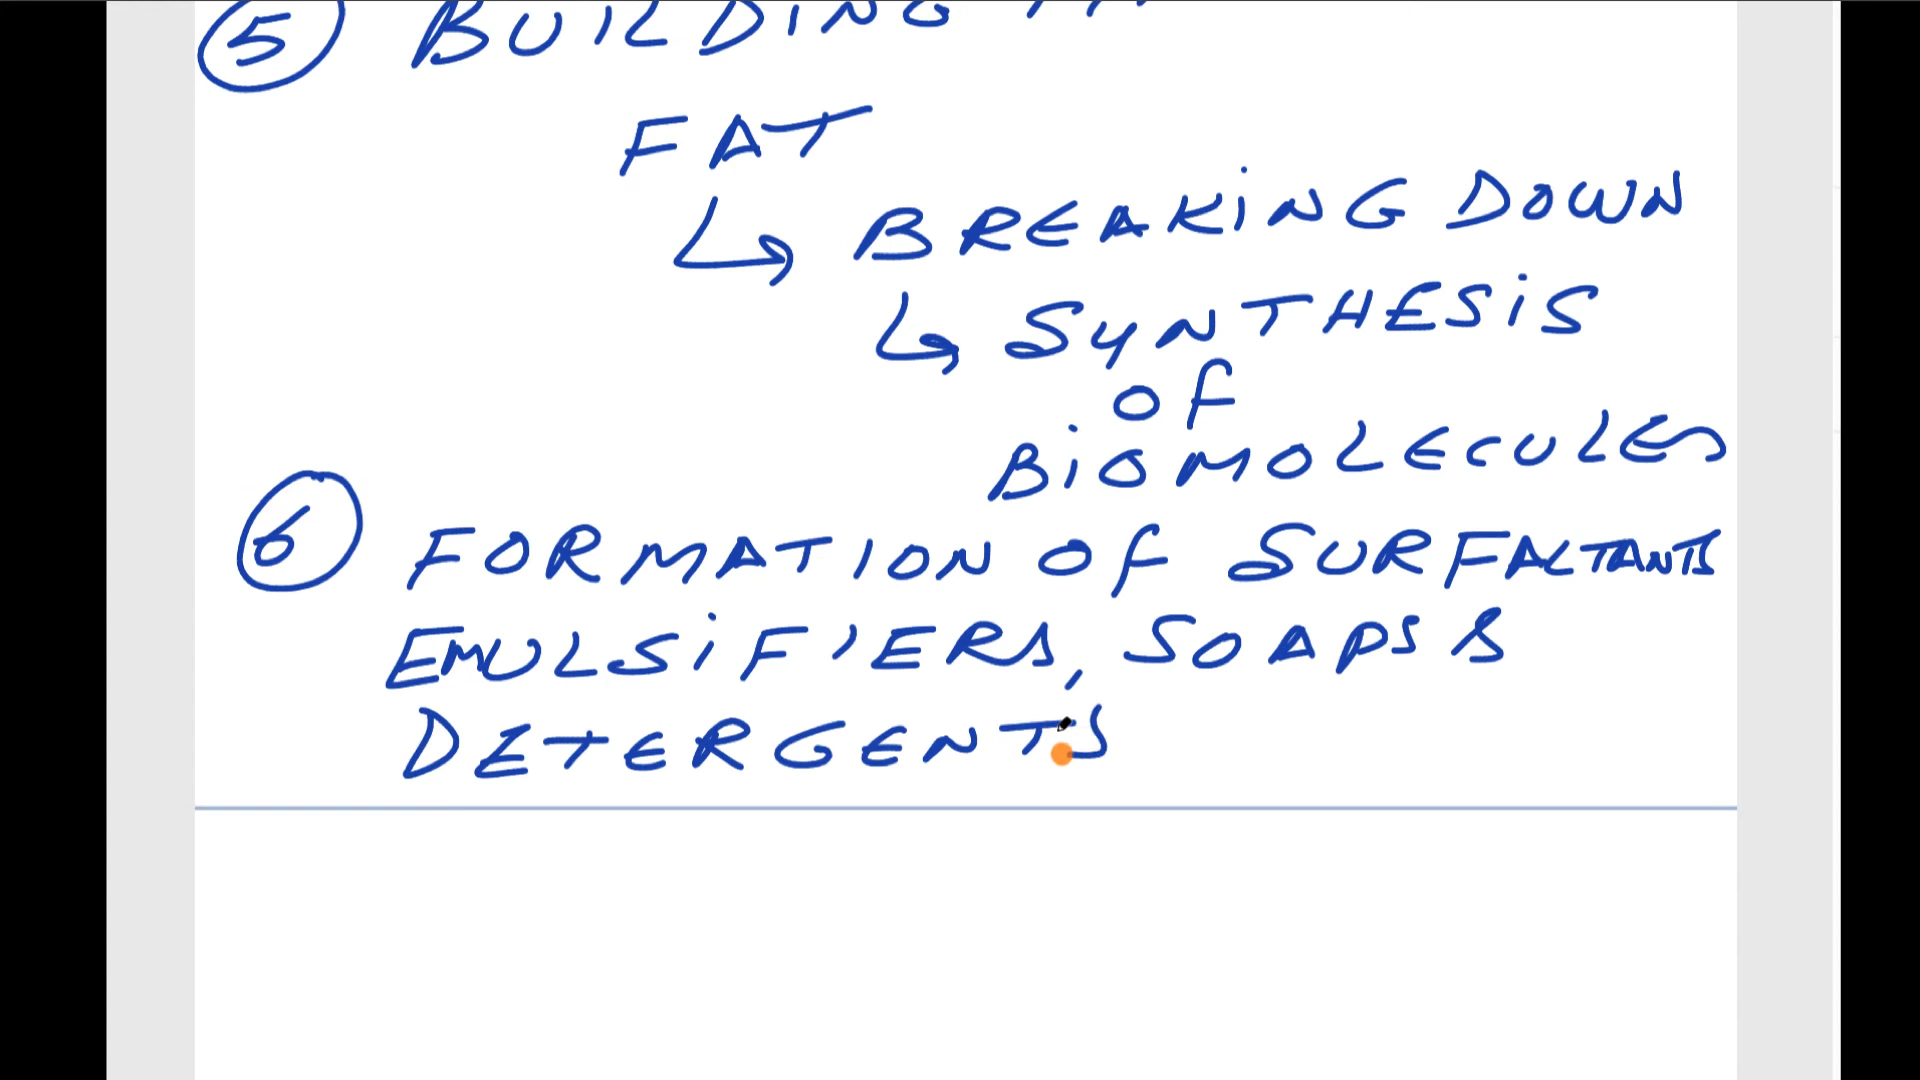 5 BUILDING
FAT
↳ BREAKING DOWN
↳ SYNTHESIS
OF
BIOMOLECULES
6 FORMATION OF SURFACTANTS
EMULSIFIERS, SOAPS &
DETERGENTS